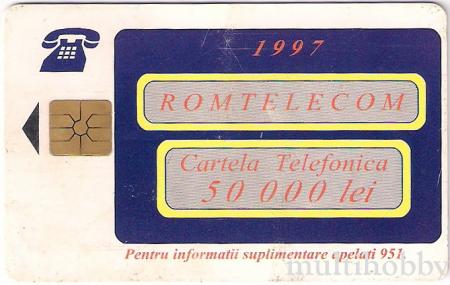 1997
ROMTELECOM
Cartela Telefonica
50 000 lei
Pentru informatii suplimentare apelati 951.
multihobby